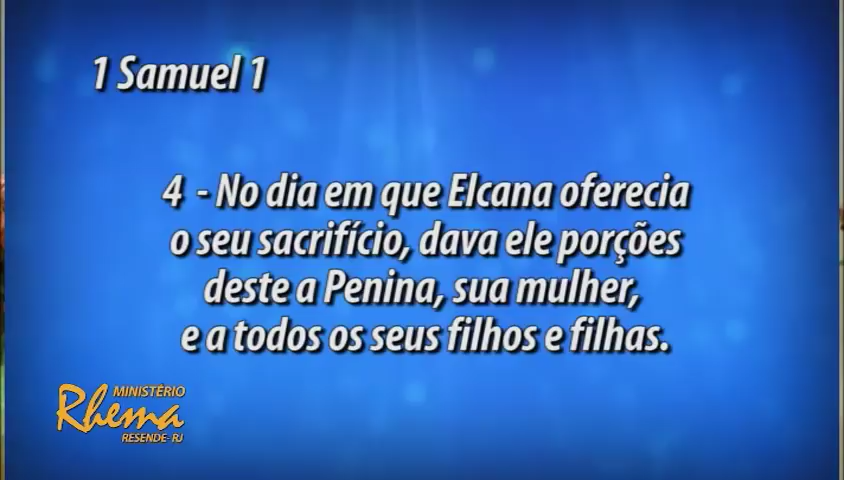 1 Samuel 1
4 - No dia em que Elcana oferecia
o seu sacrifício, dava ele porções
deste a Penina, sua mulher,
e a todos os seus filhos e filhas.
MINISTÉRIO
Rhema
RESENDE- RJ